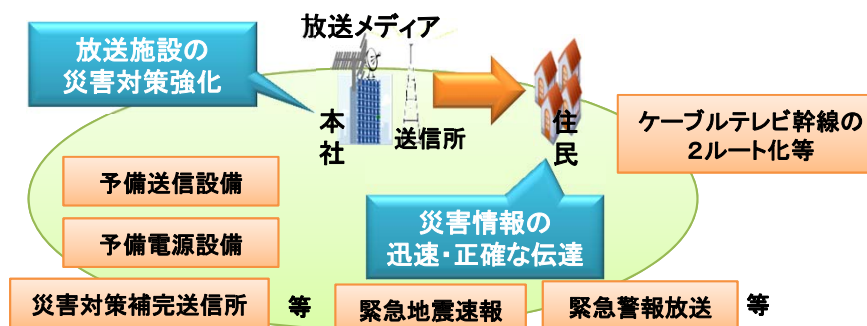 放送メディア
放送施設の
災害対策強化
本社
送信所
住民
ケーブルテレビ幹線の
2ルート化等
予備送信設備
予備電源設備
災害情報の
迅速・正確な伝達
災害対策補完送信所 等
緊急地震速報
緊急警報放送 等